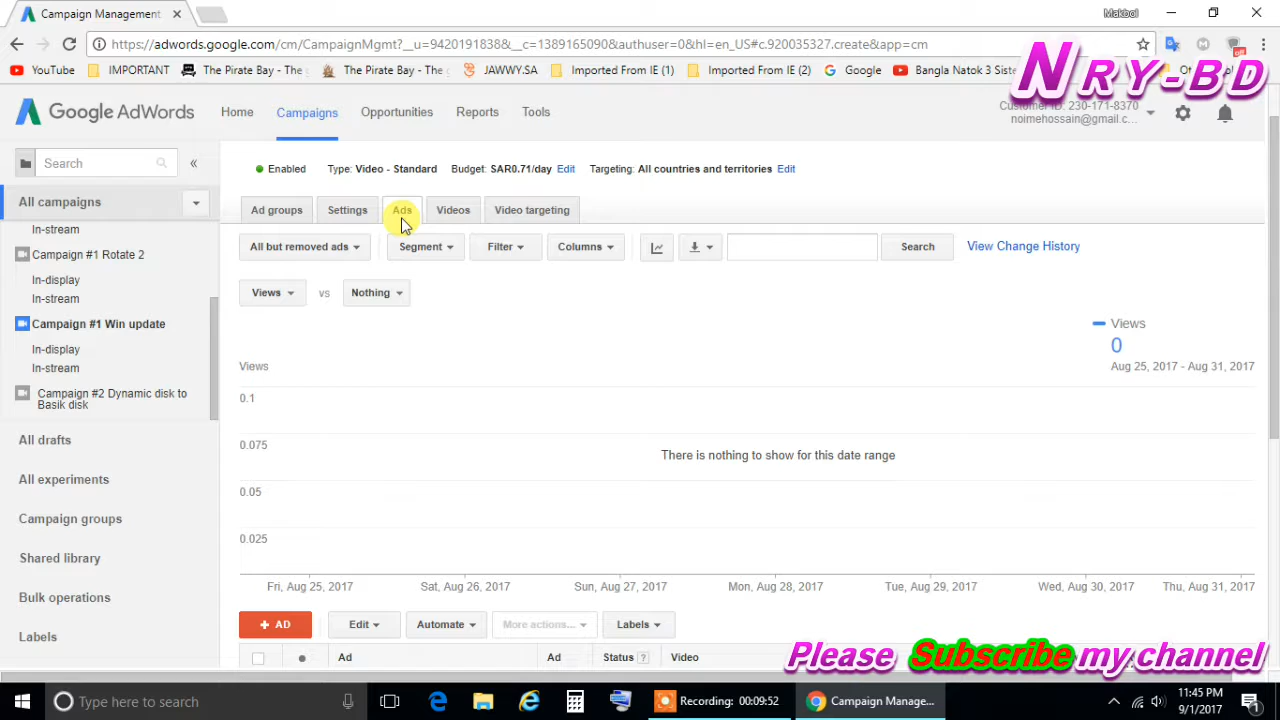 Campaign Management
Makbol
https://adwords.google.com/cm/CampaignMgmt?__u=9420191838&__c=1389165090&authuser=0&hl=en_US#c.920035327.create&app=cm
YouTube IMPORTANT The Pirate Bay - The The Pirate Bay - The JAWWY.SA Imported From IE (1) Imported From IE (2) Google Bangla Natok 3 Siste
NRY-BD
Google AdWords Home Campaigns Opportunities Reports Tools
Customer ID: 230-171-8370
noimehossain@gmail.c...
Search «
Enabled Type: Video - Standard Budget: SAR0.71/day Edit Targeting: All countries and territories Edit
All campaigns
Ad groups Settings Ads Videos Video targeting
In-stream
Campaign #1 Rotate 2
In-display
In-stream
Campaign #1 Win update
In-display
In-stream
Campaign #2 Dynamic disk to
Basik disk
All drafts
All experiments
Campaign groups
Shared library
Bulk operations
Labels
All but removed ads Segment Filter Columns Search View Change History
Views vs Nothing
Views
0
Aug 25, 2017 - Aug 31, 2017
Views
0.1
0.075
0.05
0.025
There is nothing to show for this date range
Fri, Aug 25, 2017 Sat, Aug 26, 2017 Sun, Aug 27, 2017 Mon, Aug 28, 2017 Tue, Aug 29, 2017 Wed, Aug 30, 2017 Thu, Aug 31, 2017
+ AD Edit Automate More actions... Labels
Ad Ad Status ? Video
Please Subscribe my channel
Type here to search
Recording: 00:09:52
Campaign Manage...
11:45 PM
9/1/2017
1